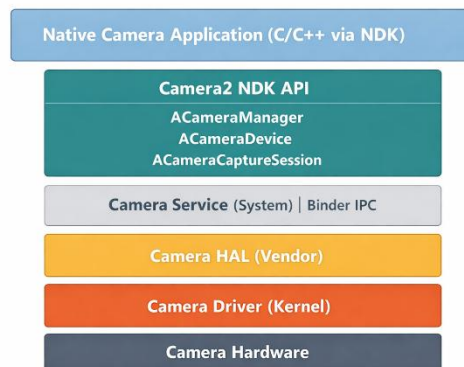 Native Camera Application (C/C++ via NDK)
Camera2 NDK API
ACameraManager
ACameraDevice
ACameraCaptureSession
Camera Service (System) | Binder IPC
Camera HAL (Vendor)
Camera Driver (Kernel)
Camera Hardware